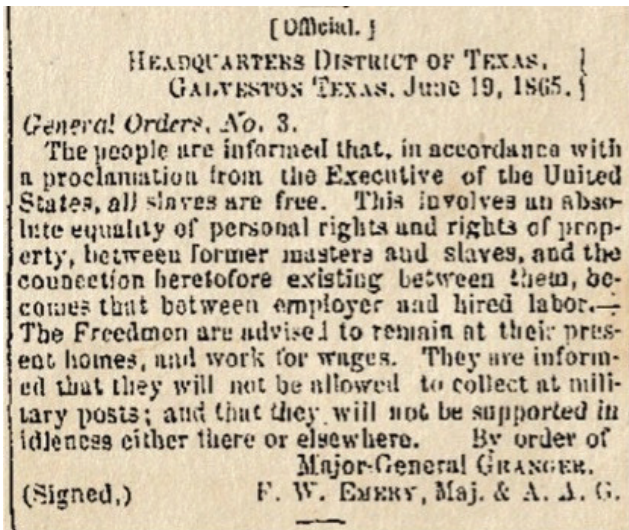 [Official.]
HEADQUARTERS DISTRICT OF TEXAS, }
GALVESTON TEXAS, June 19, 1865. }
General Orders, No. 3.
The people are informed that, in accordance with
a proclamation from the Executive of the United
States, all slaves are free. This involves an abso-
lute equality of personal rights and rights of prop-
erty, between former masters and slaves, and the
connection heretofore existing between them, be-
comes that between employer and hired labor.—
The Freedmen are advised to remain at their pres-
ent homes, and work for wages. They are inform-
ed that they will not be allowed to collect at mili-
tary posts; and that they will not be supported in
idleness either there or elsewhere. By order of
Major-General GRANGER.
(Signed,) F. W. EMERY, Maj. & A. A. G.